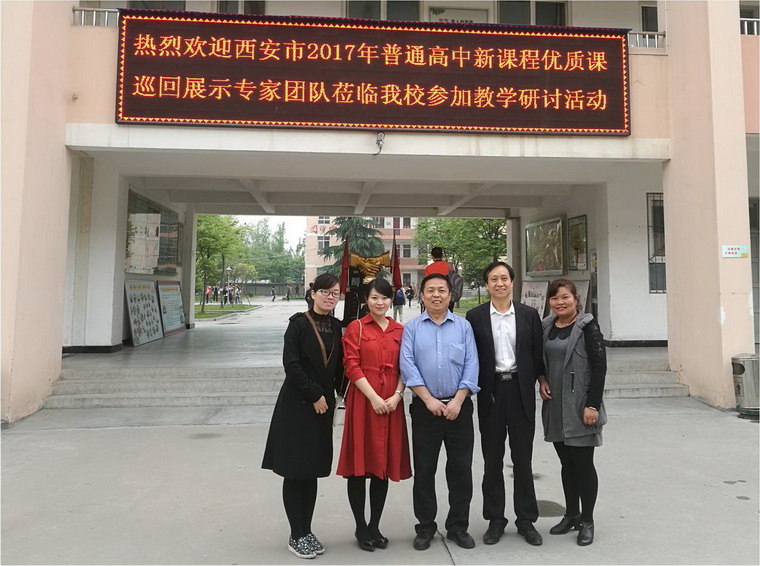 热烈欢迎西安市2017年普通高中新课程优质课
巡回展示专家团队莅临我校参加教学研讨活动